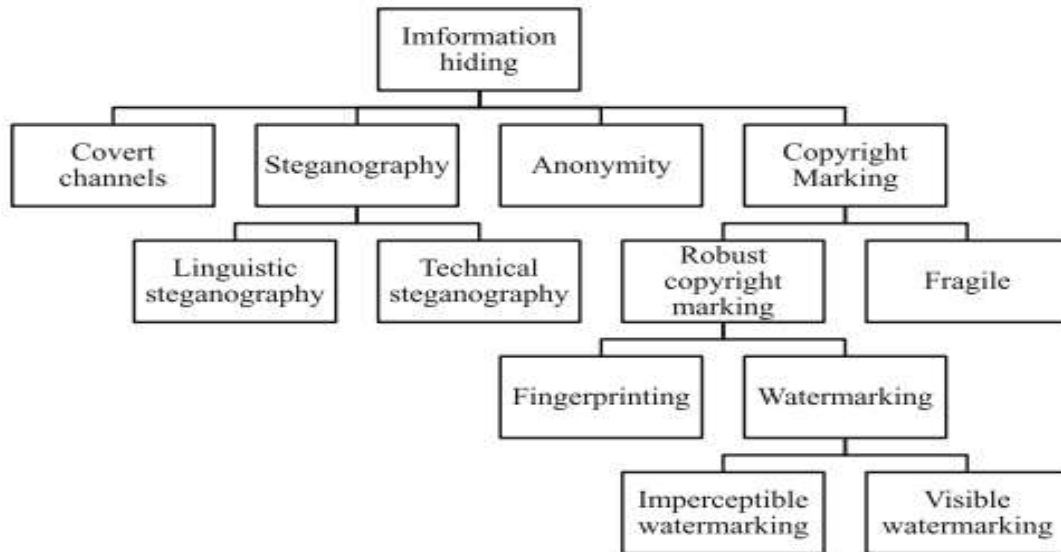 Imformation
hiding
Covert
channels
Steganography
Anonymity
Copyright
Marking
Linguistic
steganography
Technical
steganography
Robust
copyright
marking
Fragile
Fingerprinting
Watermarking
Imperceptible
watermarking
Visible
watermarking